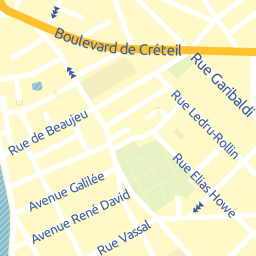 Boulevard de Créteil
Rue Garibaldi
Rue Ledru-Rollin
Rue de Beaujeu
Rue Elias Howe
Avenue Galilée
Avenue René David
Rue Vassal